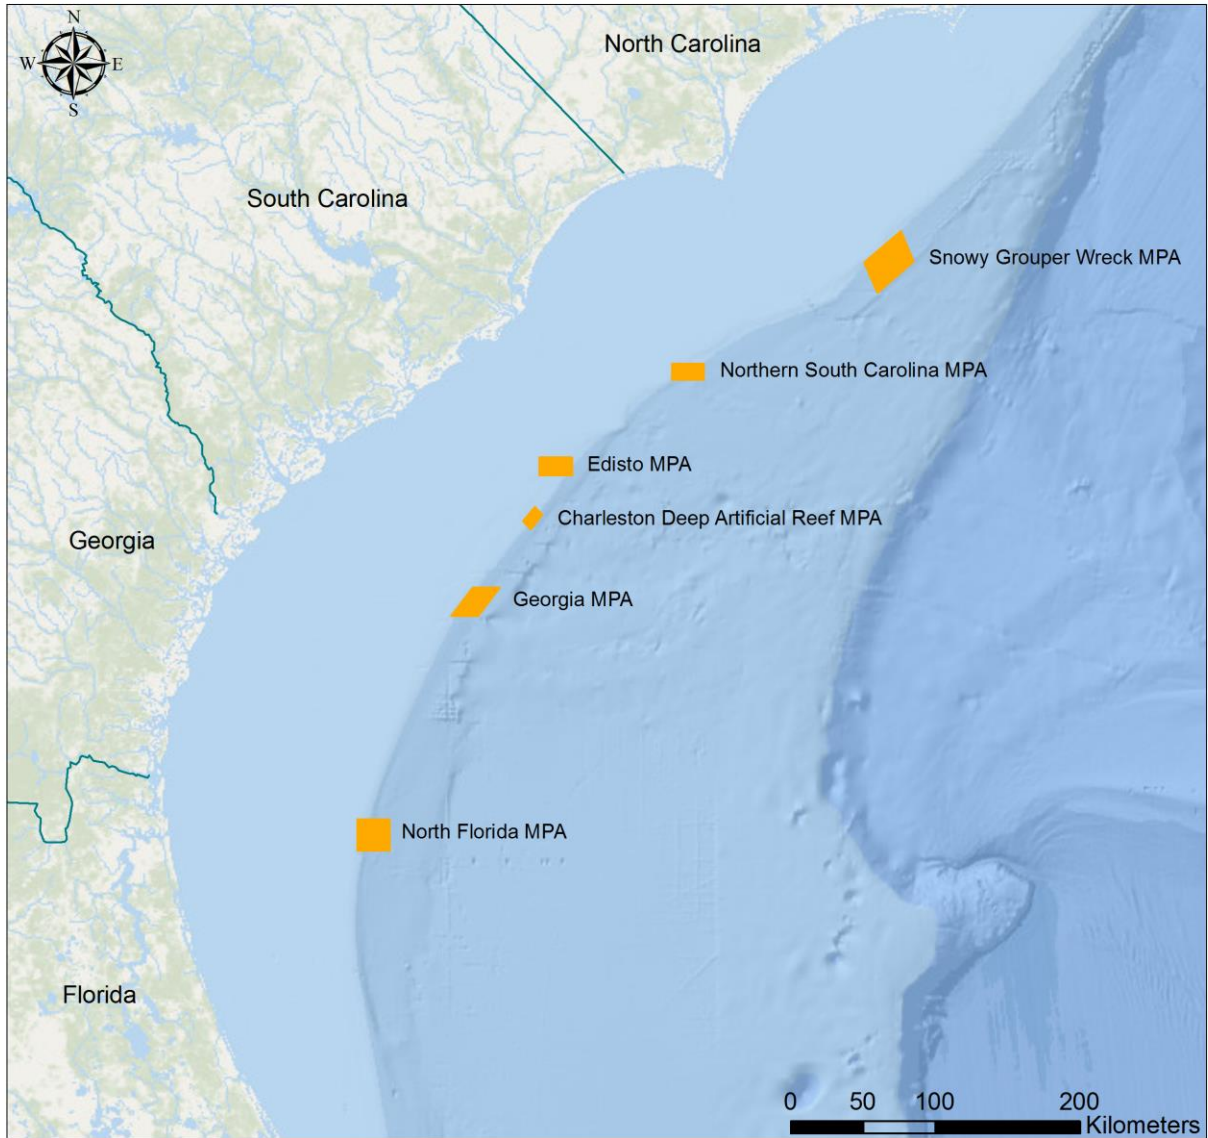 N
W E
S
North Carolina
South Carolina
Snowy Grouper Wreck MPA
Northern South Carolina MPA
Edisto MPA
Charleston Deep Artificial Reef MPA
Georgia
Georgia MPA
North Florida MPA
Florida
0 50 100 200
Kilometers